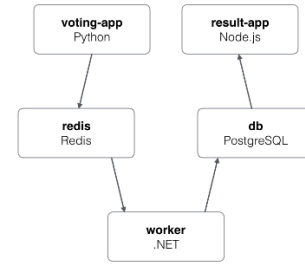 voting-app
Python
result-app
Node.js
redis
Redis
db
PostgreSQL
worker
.NET